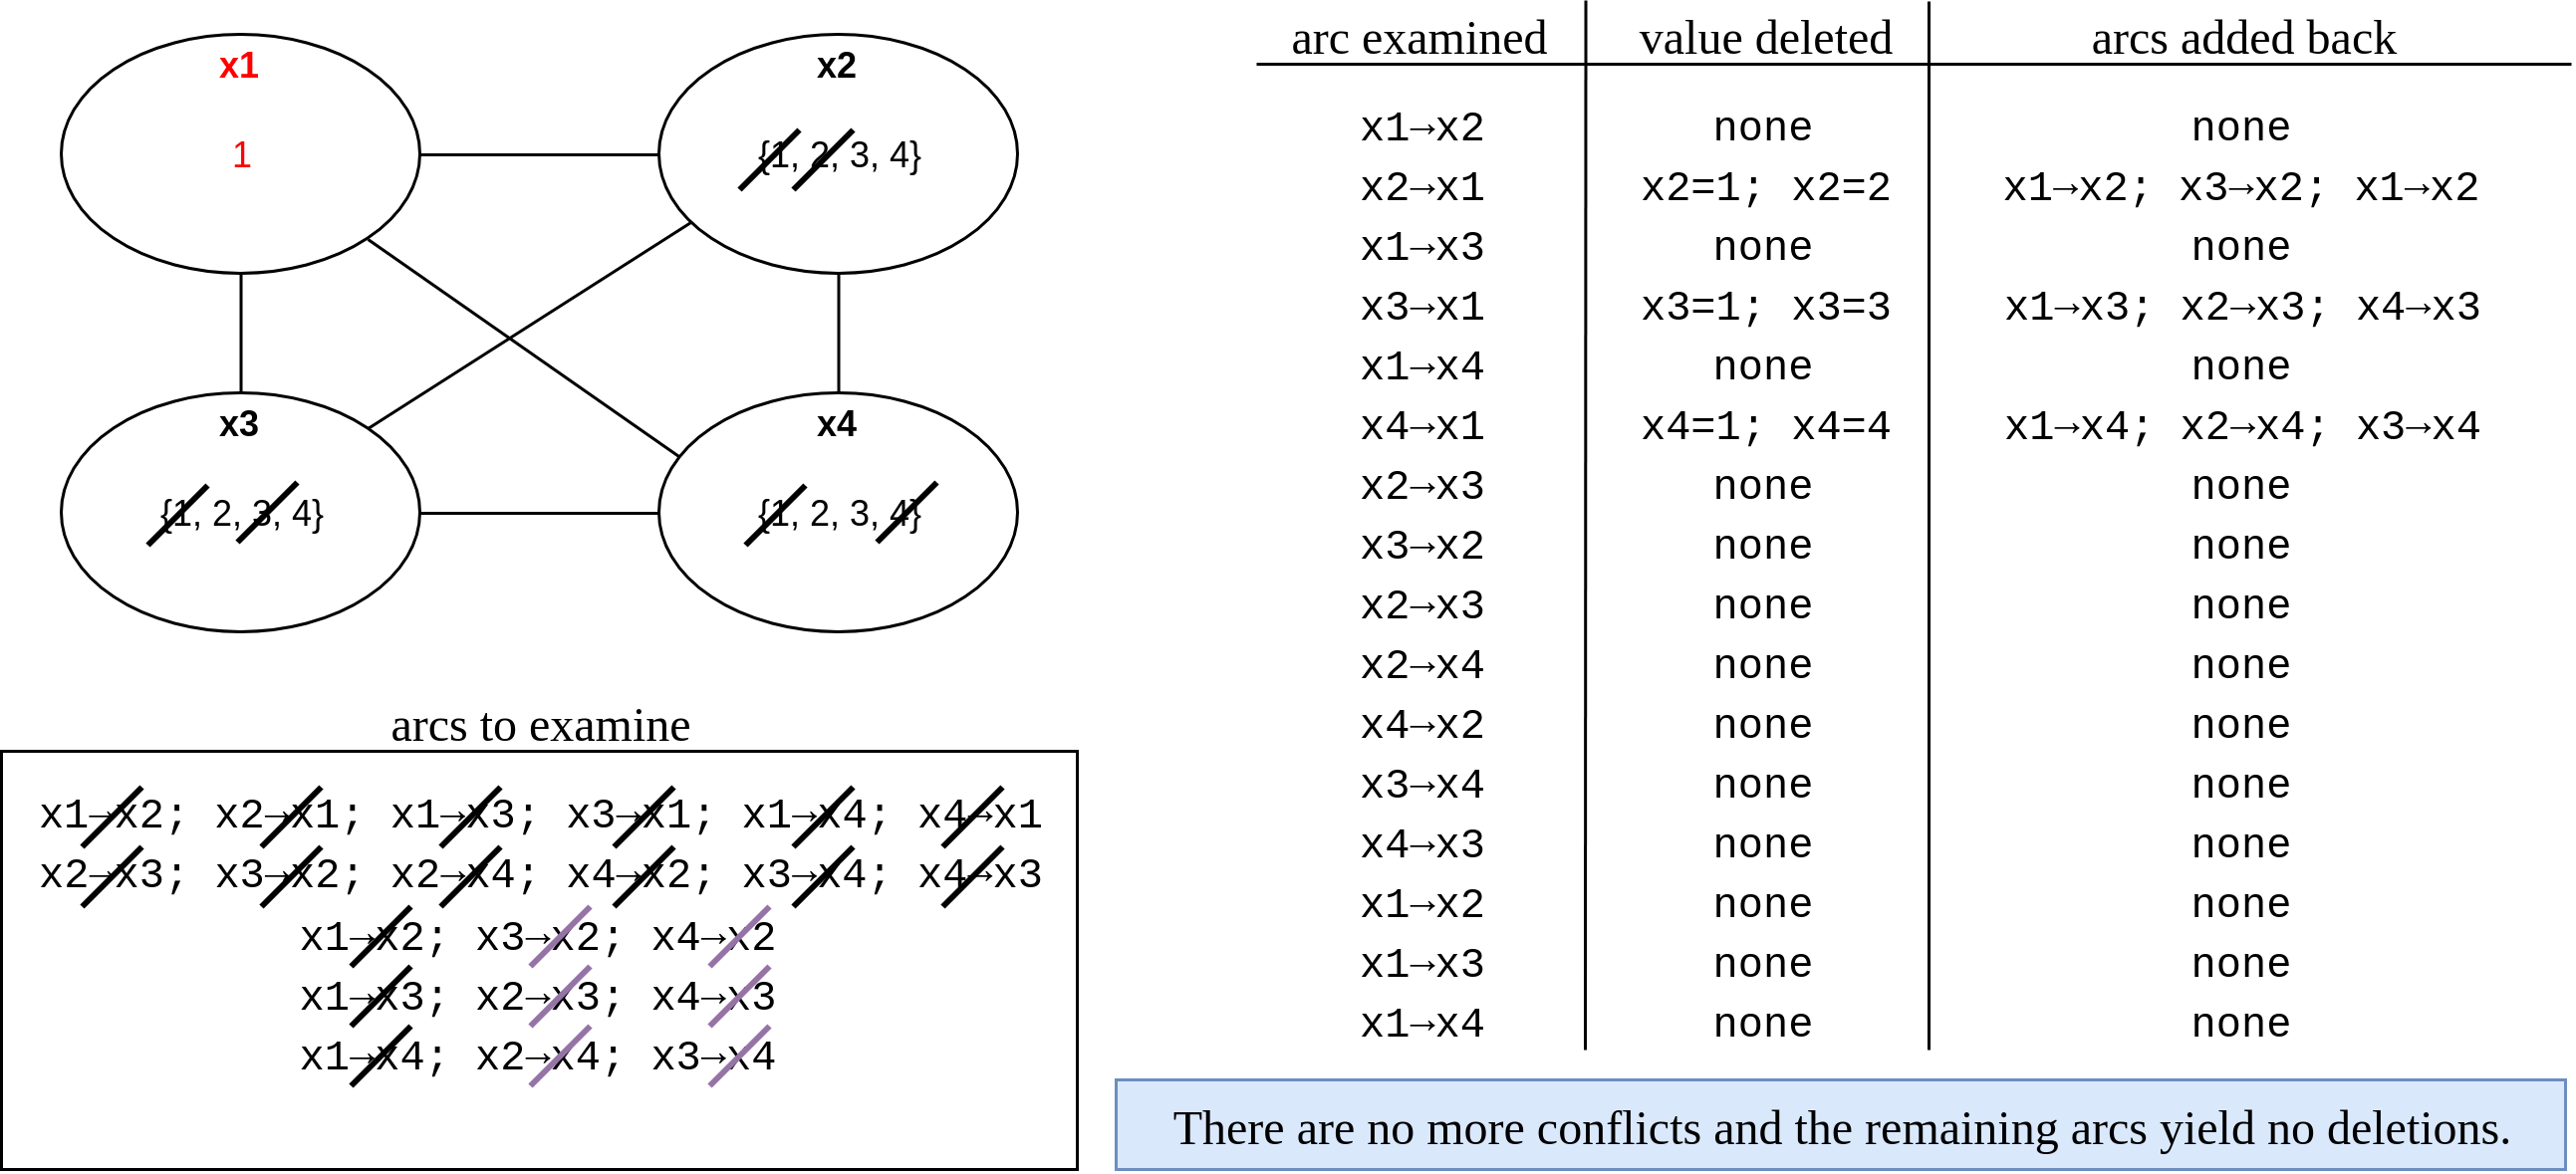 x1
1
x2
{1, 2, 3, 4}
x3
{1, 2, 3, 4}
x4
{1, 2, 3, 4}
arcs to examine
x1→x2; x2→x1; x1→x3; x3→x1; x1→x4; x4→x1
x2→x3; x3→x2; x2→x4; x4→x2; x3→x4; x4→x3
x1→x2; x3→x2; x4→x2
x1→x3; x2→x3; x4→x3
x1→x4; x2→x4; x3→x4
arc examined value deleted arcs added back
x1→x2 none none
x2→x1 x2=1; x2=2 x1→x2; x3→x2; x1→x2
x1→x3 none none
x3→x1 x3=1; x3=3 x1→x3; x2→x3; x4→x3
x1→x4 none none
x4→x1 x4=1; x4=4 x1→x4; x2→x4; x3→x4
x2→x3 none none
x3→x2 none none
x2→x3 none none
x2→x4 none none
x4→x2 none none
x3→x4 none none
x4→x3 none none
x1→x2 none none
x1→x3 none none
x1→x4 none none
There are no more conflicts and the remaining arcs yield no deletions.